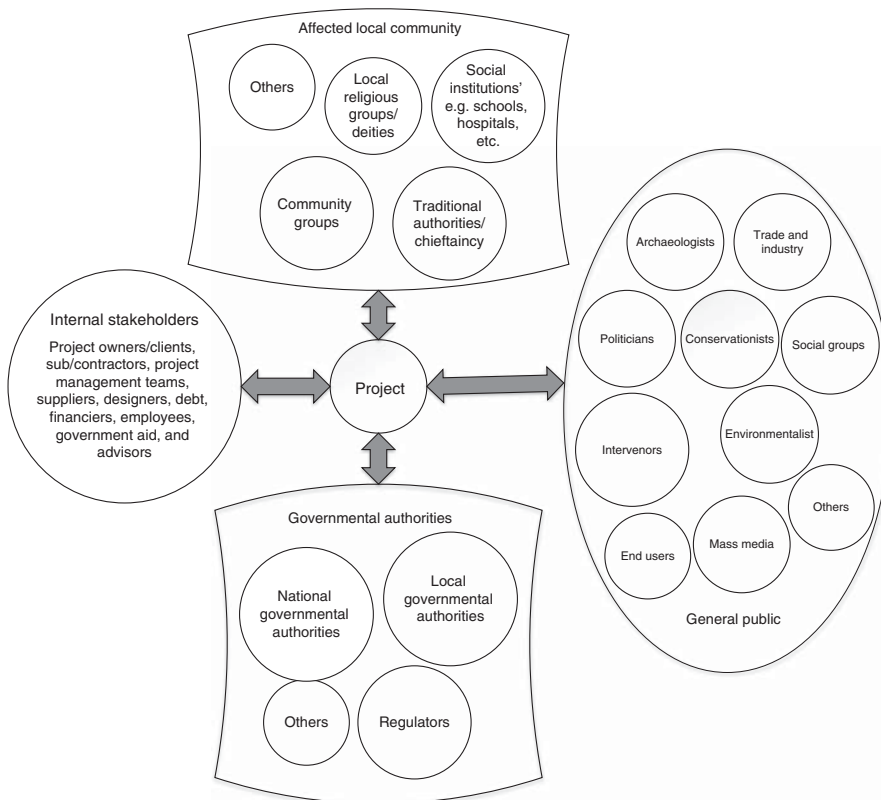 Affected local community
Others
Local
religious
groups/
deities
Social
institutions’
e.g. schools,
hospitals,
etc.
Community
groups
Traditional
authorities/
chieftaincy
Internal stakeholders
Project owners/clients,
sub/contractors, project
management teams,
suppliers, designers, debt,
financiers, employees,
government aid, and
advisors
Project
Archaeologists
Trade and
industry
Politicians
Conservationists
Social groups
Intervenors
Environmentalist
Others
End users
Mass media
General public
Governmental authorities
National
governmental
authorities
Local
governmental
authorities
Others
Regulators